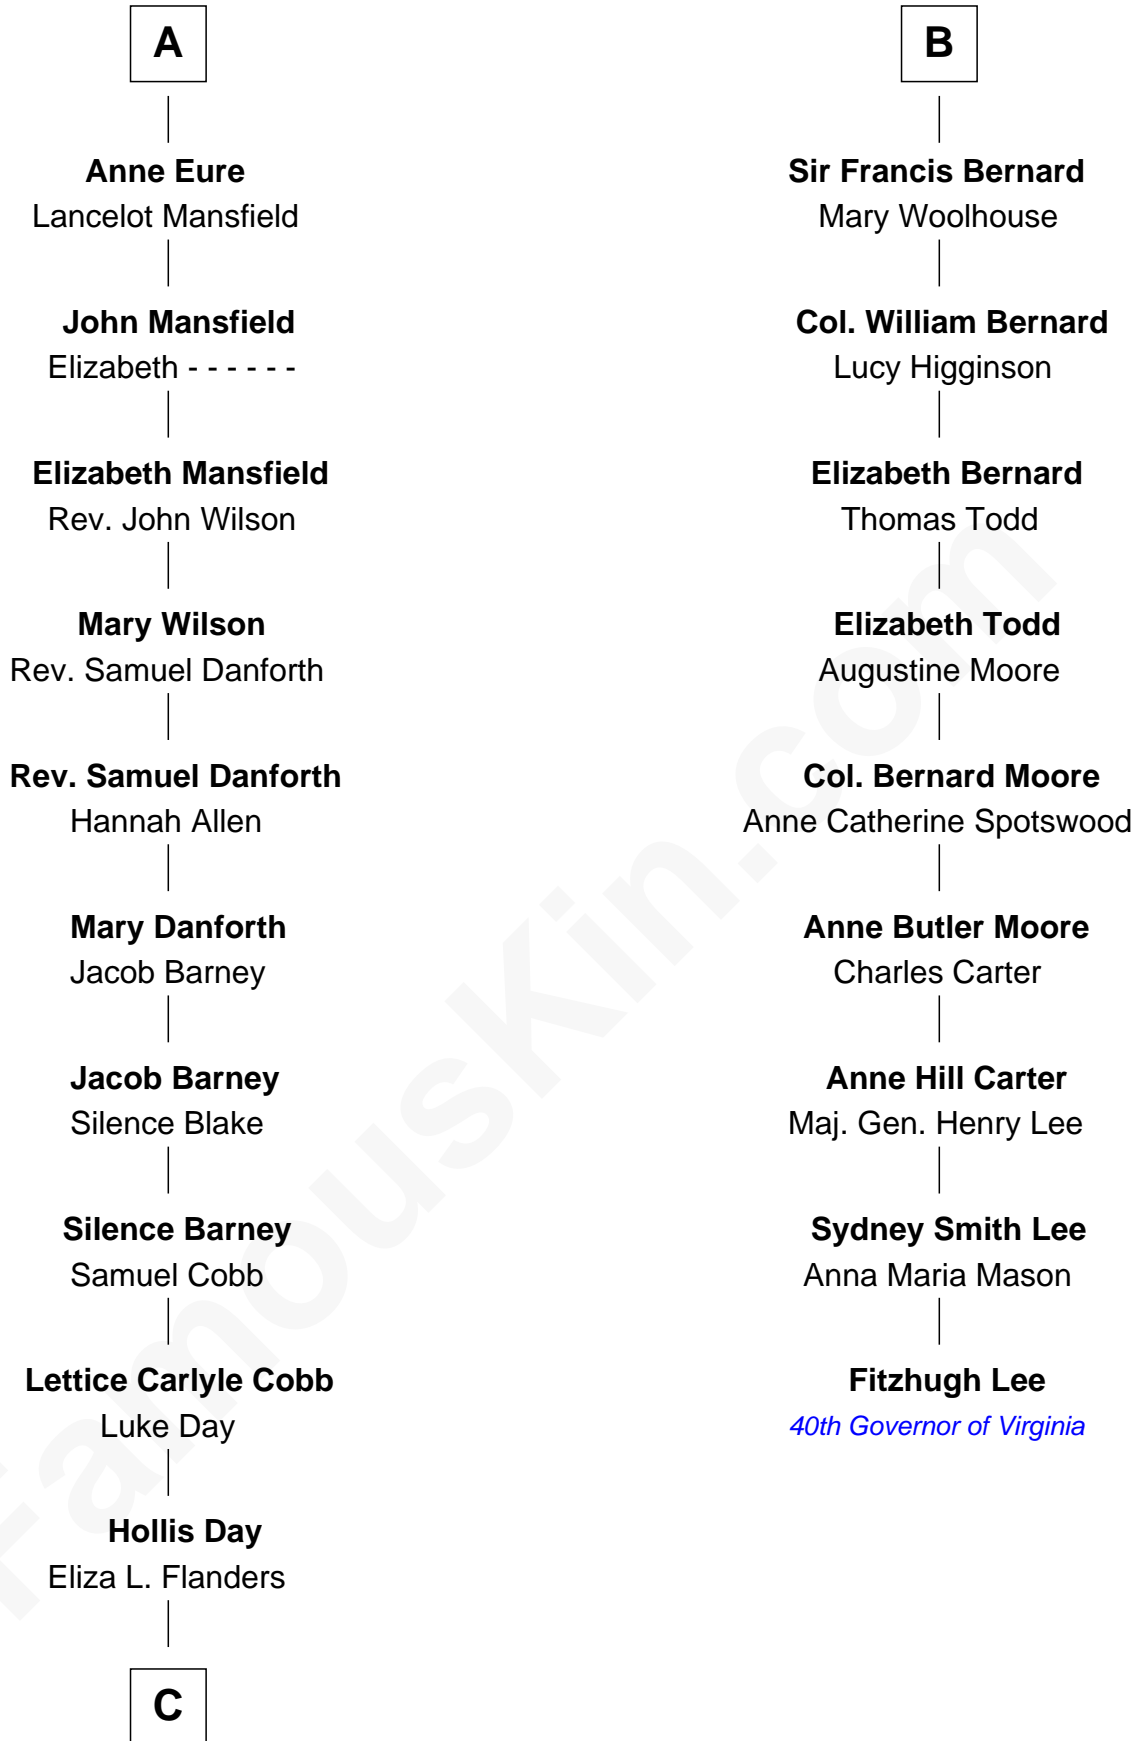 A
Anne Eure
Lancelot Mansfield
John Mansfield
Elizabeth - - - - - -
Elizabeth Mansfield
Rev. John Wilson
Mary Wilson
Rev. Samuel Danforth
Rev. Samuel Danforth
Hannah Allen
Mary Danforth
Jacob Barney
Jacob Barney
Silence Blake
Silence Barney
Samuel Cobb
Lettice Carlyle Cobb
Luke Day
Hollis Day
Eliza L. Flanders
C
B
Sir Francis Bernard
Mary Woolhouse
Col. William Bernard
Lucy Higginson
Elizabeth Bernard
Thomas Todd
Elizabeth Todd
Augustine Moore
Col. Bernard Moore
Anne Catherine Spotswood
Anne Butler Moore
Charles Carter
Anne Hill Carter
Maj. Gen. Henry Lee
Sydney Smith Lee
Anna Maria Mason
Fitzhugh Lee
40th Governor of Virginia
FamousKin.com